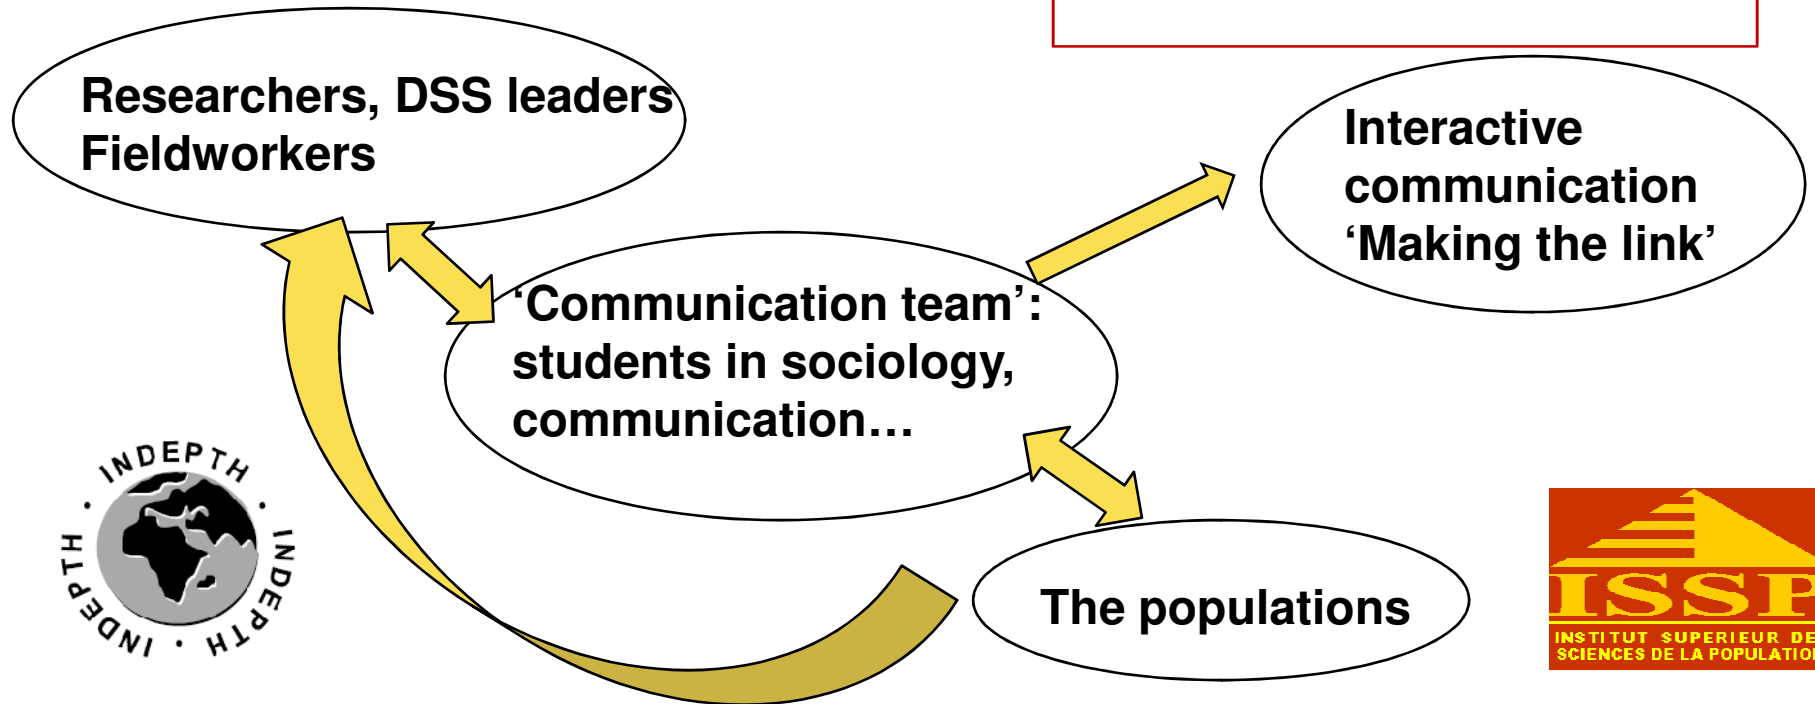 Researchers, DSS leaders
Fieldworkers
Interactive
communication
‘Making the link’
‘Communication team’:
students in sociology,
communication…
The populations
INDEPTH · INDEPTH · INDEPTH · INDEPTH ·
ISSP
INSTITUT SUPERIEUR DE
SCIENCES DE LA POPULATION